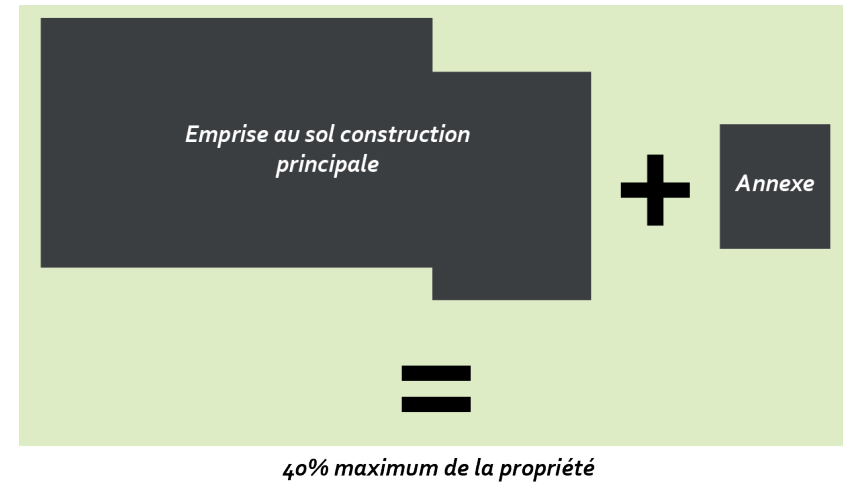 Emprise au sol construction
principale
+
Annexe
=
40% maximum de la propriété